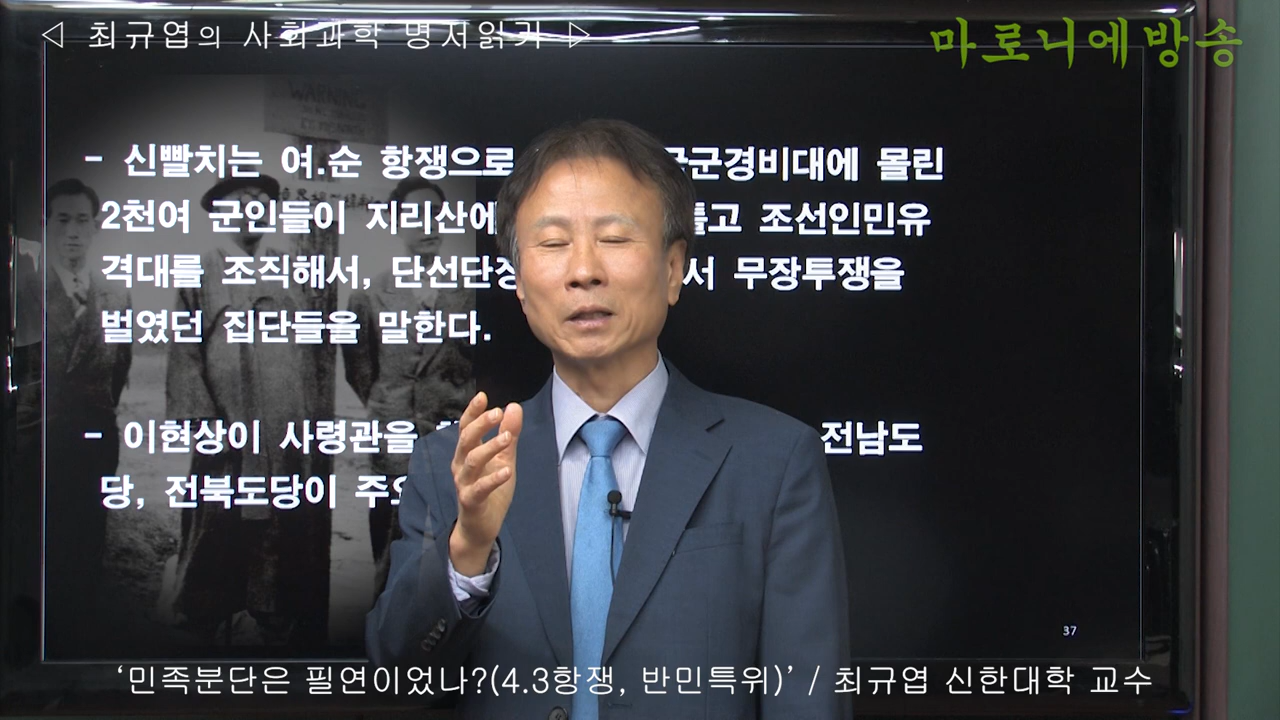 ◁ 최규엽의 사회과학 명저읽기 ▷
마로니에방송
WARNING
- 신빨치는 여.순 항쟁으로 국군경비대에 몰린
2천여 군인들이 지리산에 들고 조선인민유
격대를 조직해서, 단선단정 서 무장투쟁을
벌였던 집단들을 말한다.
- 이현상이 사령관을 전남도
당, 전북도당이 주요
37
‘민족분단은 필연이었나?(4.3항쟁, 반민특위)’ / 최규엽 신한대학 교수